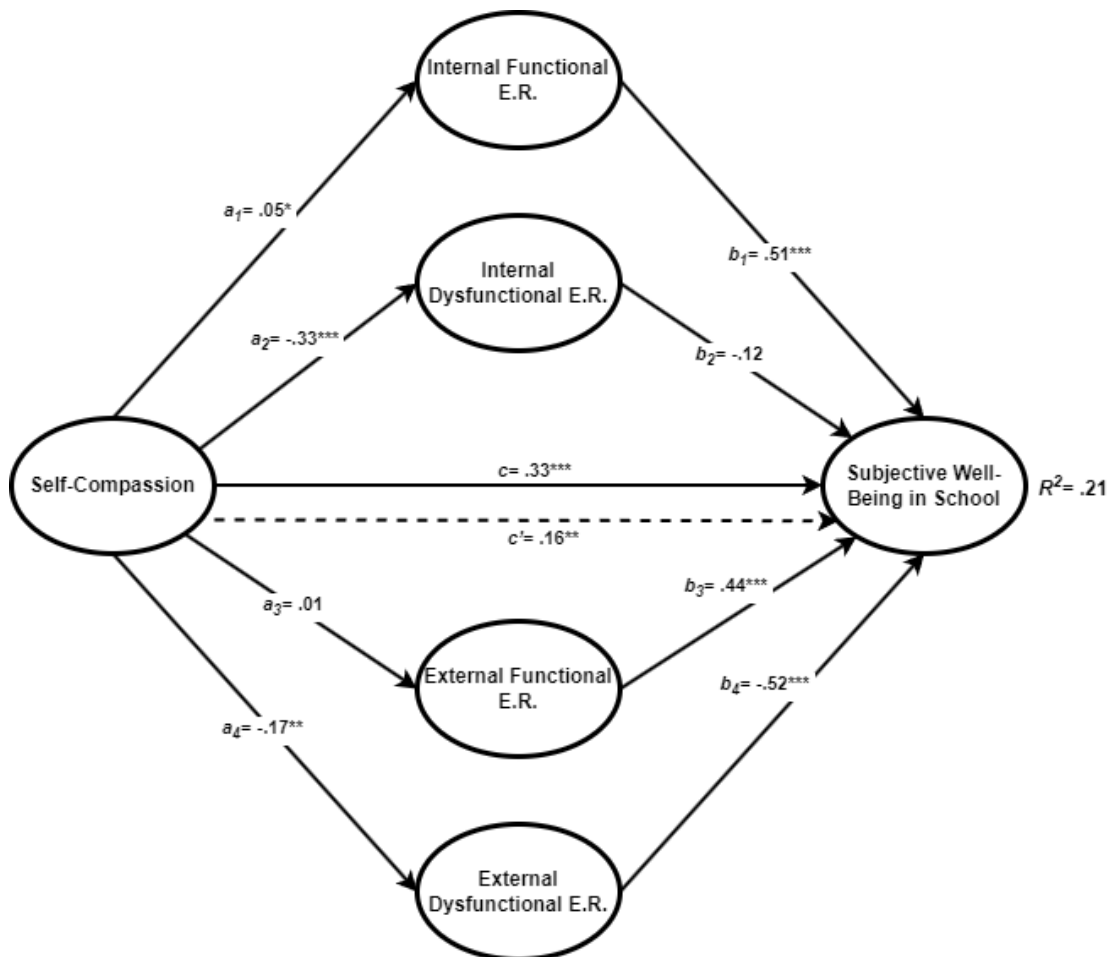 Internal Functional
E.R.
a1= .05*
b1= .51***
Internal
Dysfunctional E.R.
a2= -.33***
b2= -.12
Self-Compassion
c= .33***
Subjective Well-
Being in School
R2= .21
c'= .16**
a3= .01
b3= .44***
External Functional
E.R.
a4= -.17**
b4= -.52***
External
Dysfunctional E.R.